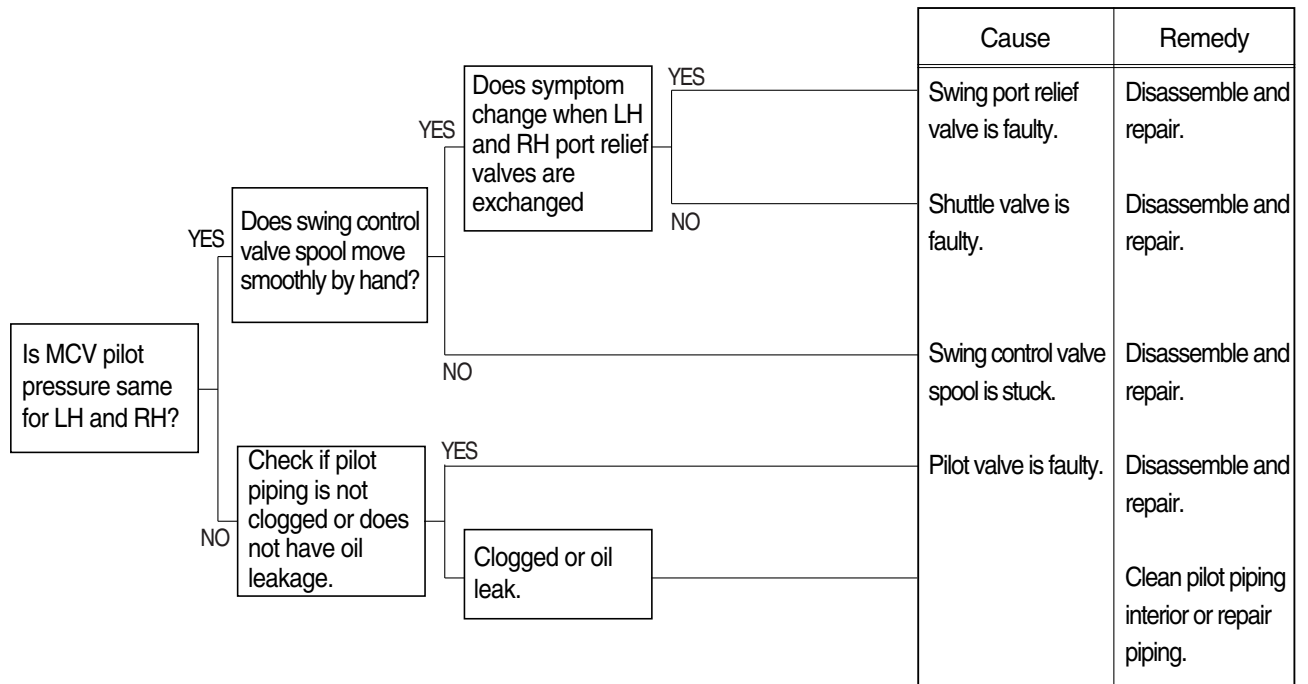 Is MCV pilot
pressure same
for LH and RH?
YES
NO
Does swing control
valve spool move
smoothly by hand?
YES
NO
Does symptom
change when LH
and RH port relief
valves are
exchanged
YES
NO
Check if pilot
piping is not
clogged or does
not have oil
leakage.
YES
Clogged or oil
leak.
Cause
Remedy
Swing port relief
valve is faulty.
Disassemble and
repair.
Shuttle valve is
faulty.
Disassemble and
repair.
Swing control valve
spool is stuck.
Disassemble and
repair.
Pilot valve is faulty.
Disassemble and
repair.
Clean pilot piping
interior or repair
piping.